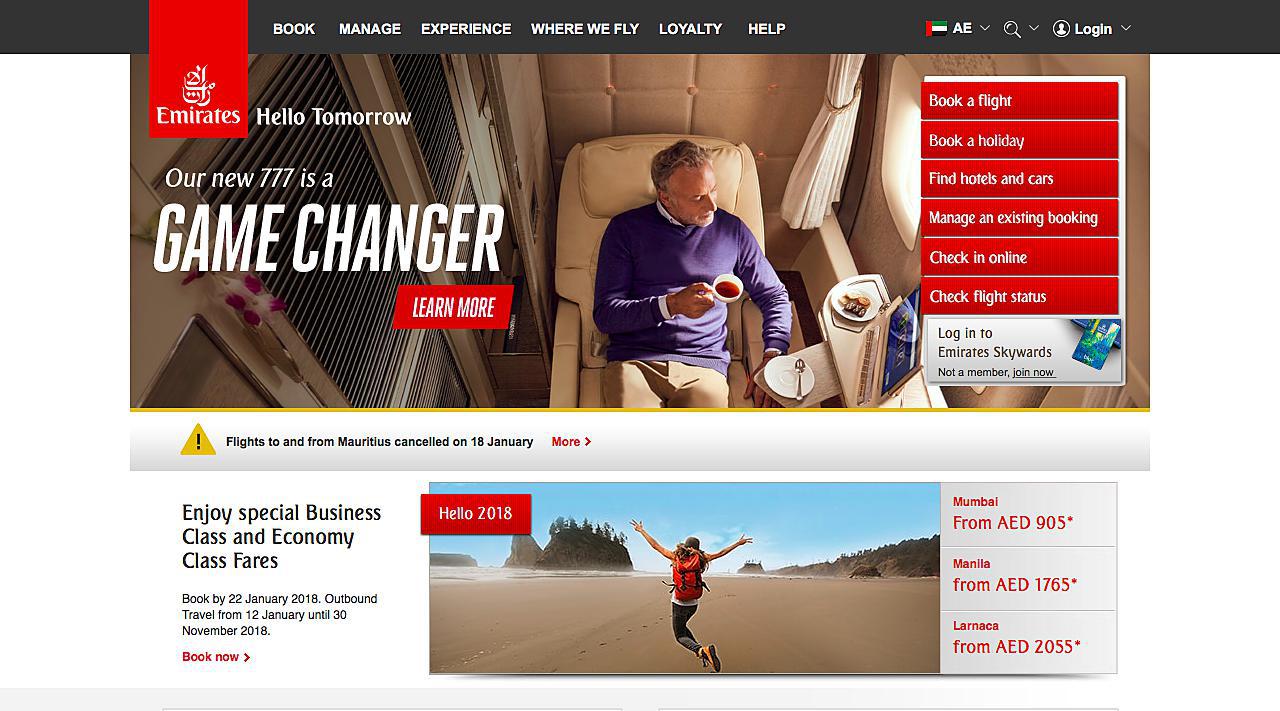 BOOK MANAGE EXPERIENCE WHERE WE FLY LOYALTY HELP AE Login
Emirates Hello Tomorrow
Our new 777 is a
GAME CHANGER
LEARN MORE
Book a flight
Book a holiday
Find hotels and cars
Manage an existing booking
Check in online
Check flight status
Log in to
Emirates Skywards
Not a member, join now
Flights to and from Mauritius cancelled on 18 January More
Enjoy special Business
Class and Economy
Class Fares
Book by 22 January 2018. Outbound
Travel from 12 January until 30
November 2018.
Book now
Hello 2018
Mumbai
From AED 905*
Manila
from AED 1765*
Larnaca
from AED 2055*